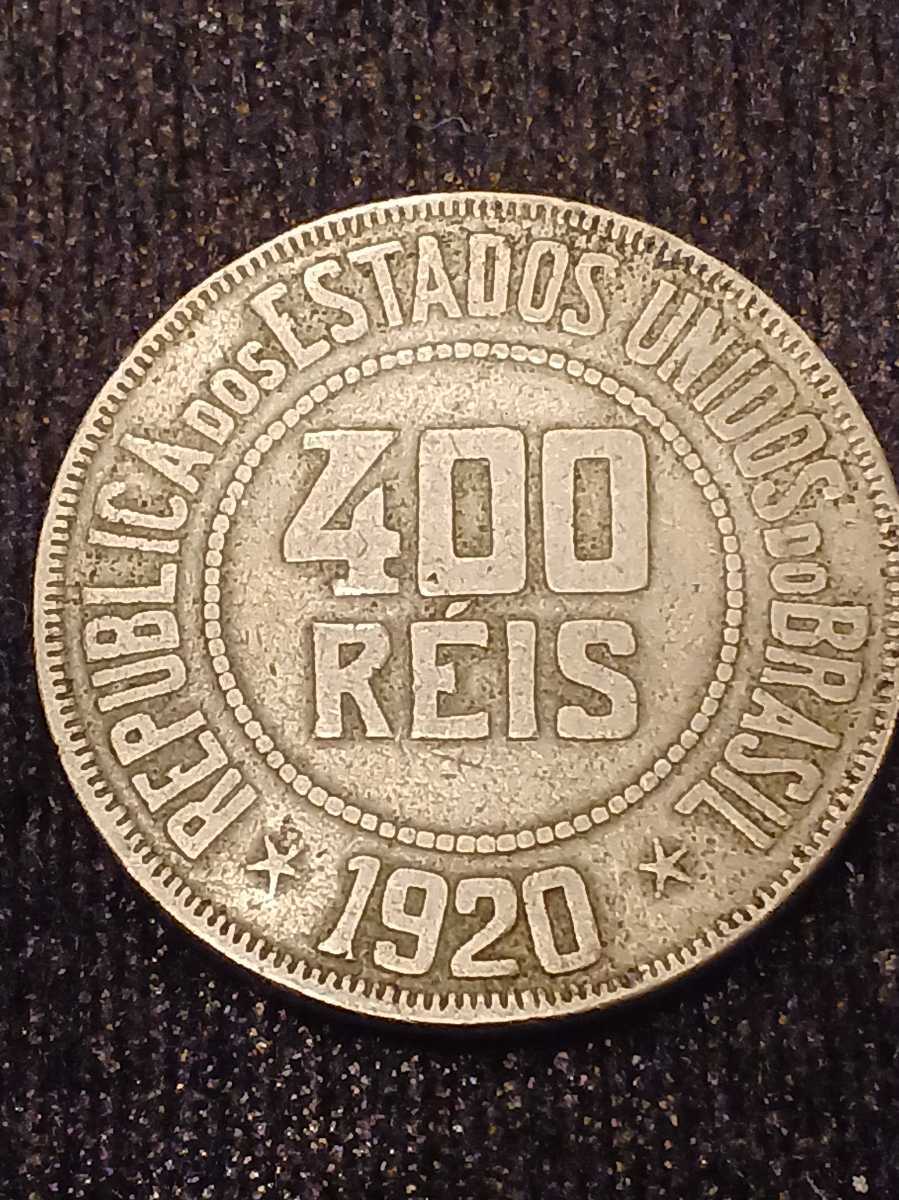 REPUBLICA DOS ESTADOS UNIDOS DO BRASIL
400
RÉIS
1920